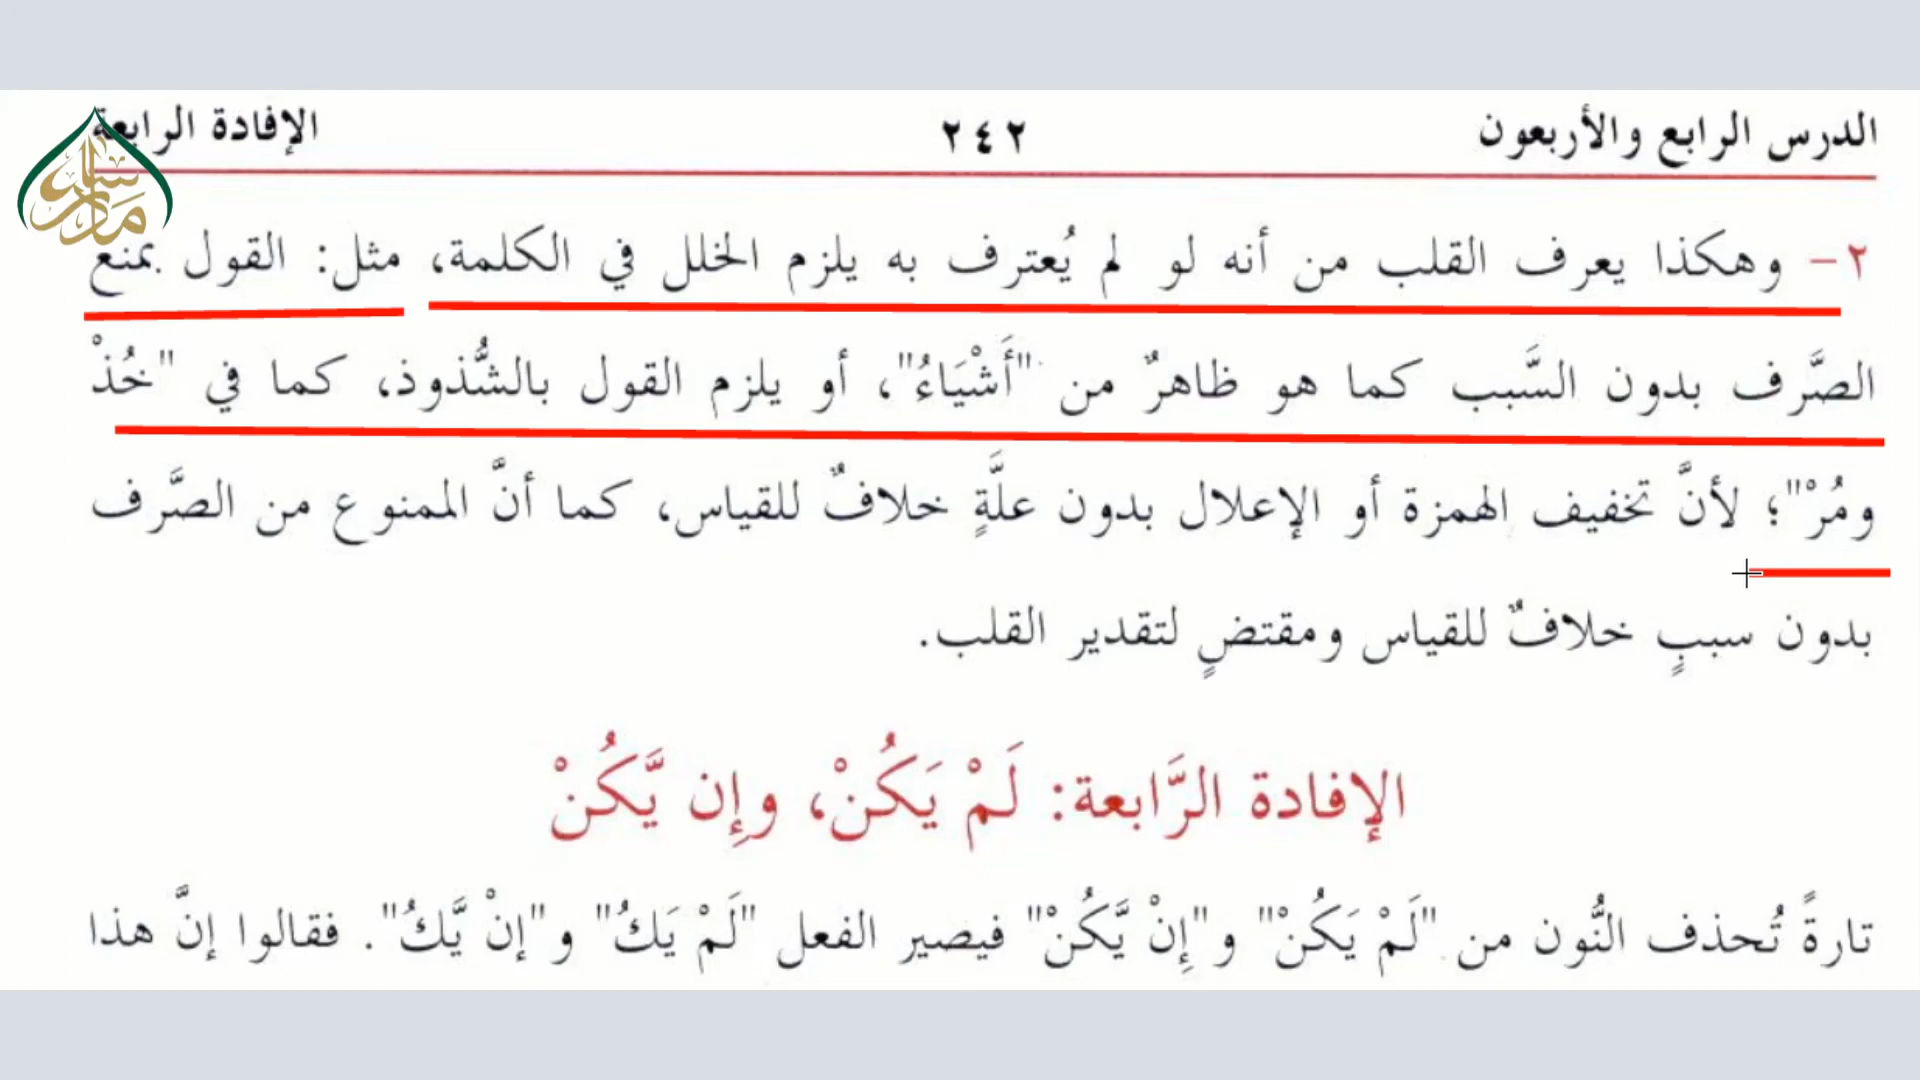 الدرس الرابع والأربعون ٢٤٢ الإفادة الرابعة
٢- وهكذا يعرف القلب من أنه لو لم يُعترف به يلزم الخلل في الكلمة، مثل: القول بمنع
الصَّرف بدون السَّبب كما هو ظاهرٌ من "أَشْيَاءُ"، أو يلزم القول بالشُّذوذ، كما في "خُذْ
ومُرْ"؛ لأنَّ تخفيف الهمزة أو الإعلال بدون علَّةٍ خلافٌ للقياس، كما أنَّ الممنوع من الصَّرف
بدون سببٍ خلافٌ للقياس ومقتضٍ لتقدير القلب.
الإفادة الرَّابعة: لَمْ يَكُنْ، وإِن يَّكُنْ
تارةً تُحذف النُّون من "لَمْ يَكُنْ" و"إِنْ يَّكُنْ" فيصير الفعل "لَمْ يَكُ" و"إنْ يَّكُ". فقالوا إنَّ هذا